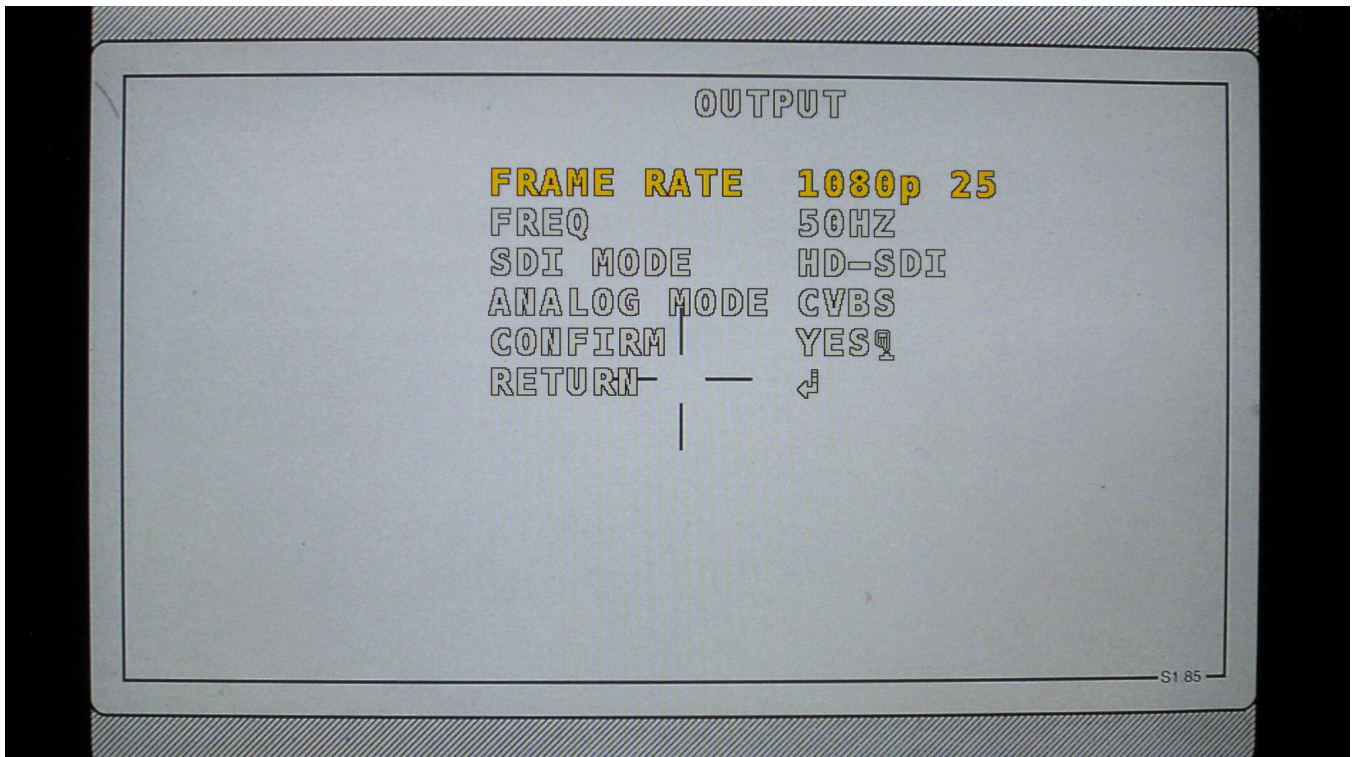 OUTPUT
FRAME RATE 1080p 25
FREQ 50HZ
SDI MODE HD-SDI
ANALOG MODE CVBS
CONFIRM YES
RETURN
S1.85